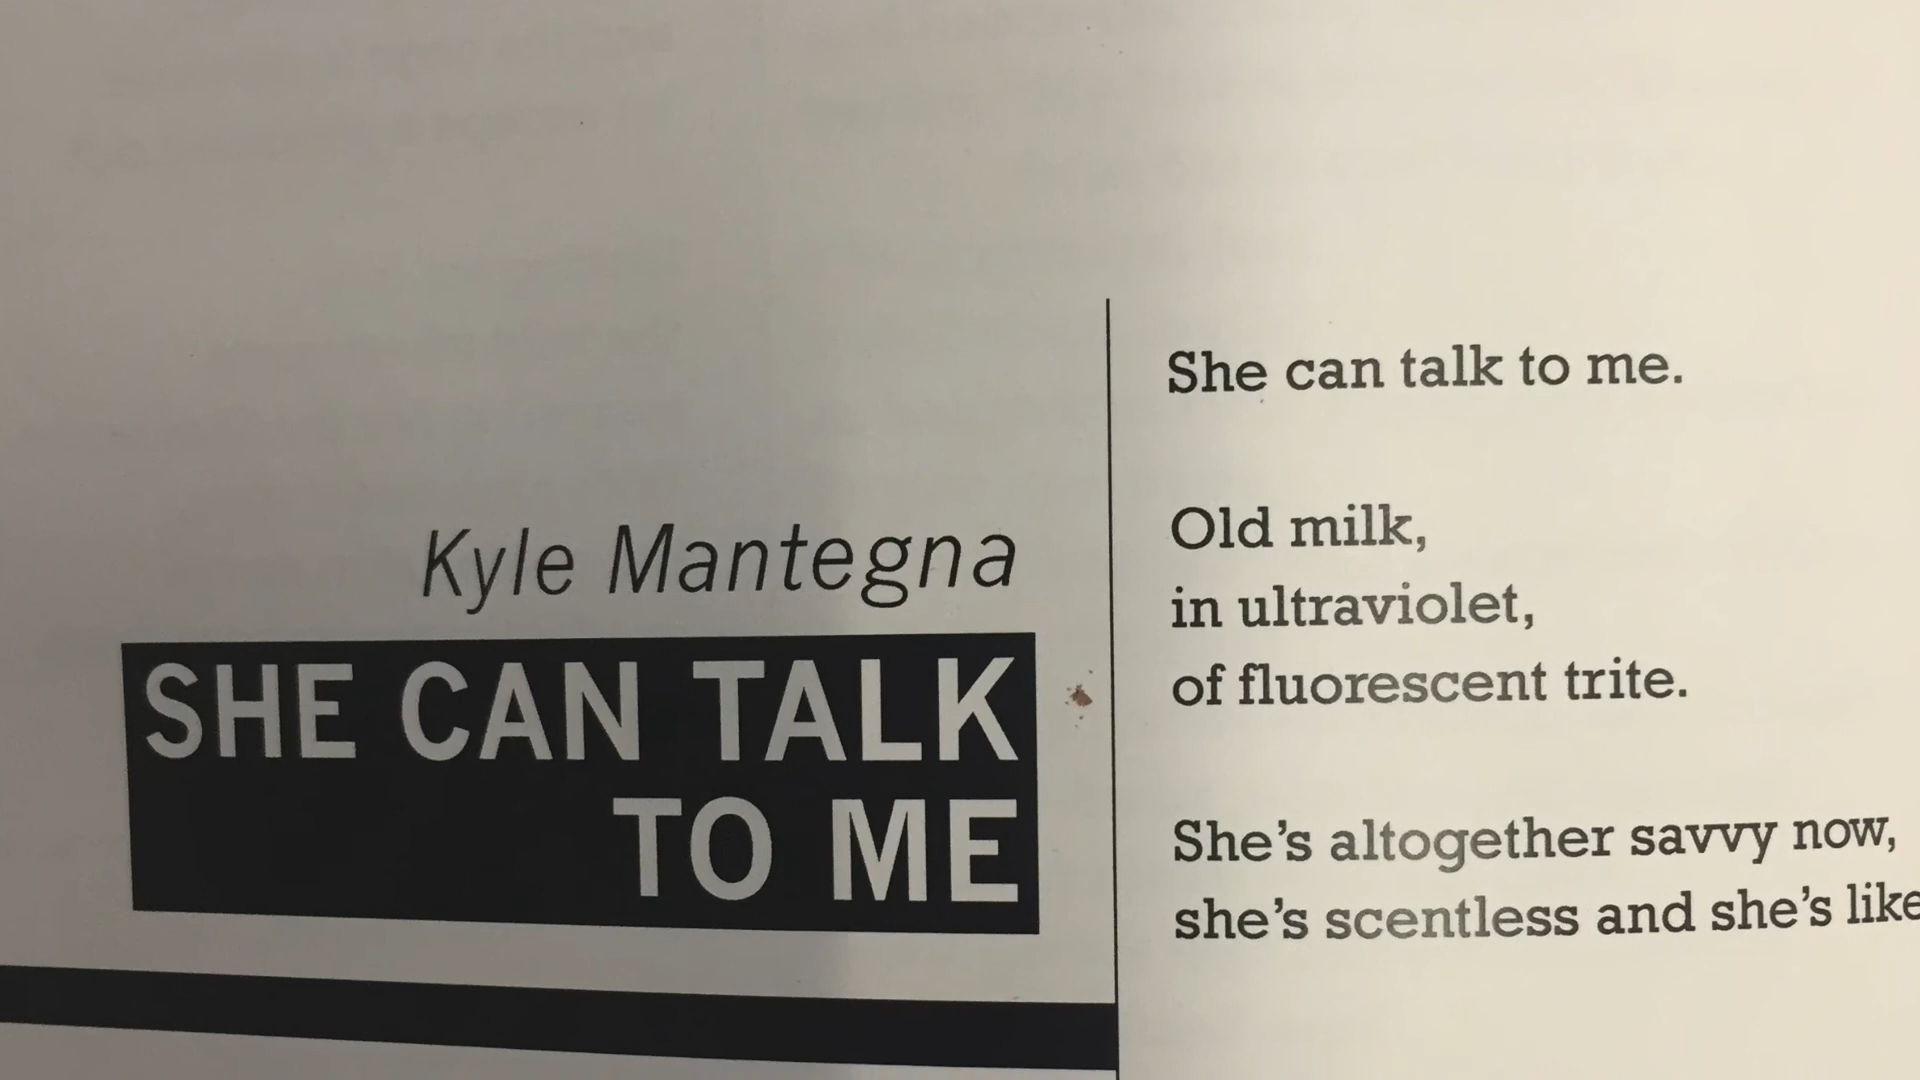 Kyle Mantegna
SHE CAN TALK
TO ME
She can talk to me.
Old milk,
in ultraviolet,
of fluorescent trite.
She's altogether savvy now,
she's scentless and she's like